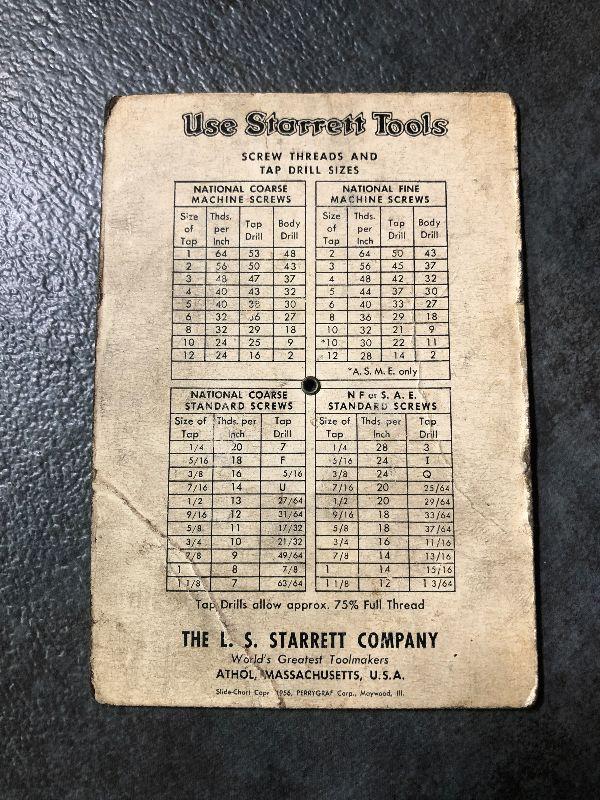 Use Starrett Tools
SCREW THREADS AND
TAP DRILL SIZES
NATIONAL COARSE
MACHINE SCREWS
Size of Tap Thds. per Inch Tap Drill Body Drill
1 64 53 48
2 56 50 43
3 48 47 37
4 40 43 32
5 40 38 30
6 32 36 27
8 32 29 18
10 24 25 9
12 24 16 2
NATIONAL FINE
MACHINE SCREWS
Size of Tap Thds. per Inch Tap Drill Body Drill
2 64 50 43
3 56 45 37
4 48 42 32
5 44 37 30
6 40 33 27
8 36 29 18
10 32 21 9
*10 30 22 11
12 28 14 2
*A.S.M.E. only
NATIONAL COARSE
STANDARD SCREWS
Size of Tap Thds. per Inch Tap Drill
1/4 20 7
5/16 18 F
3/8 16 5/16
7/16 14 U
1/2 13 27/64
9/16 12 31/64
5/8 11 17/32
3/4 10 21/32
7/8 9 49/64
1 8 7/8
1 1/8 7 63/64
N F or S. A. E.
STANDARD SCREWS
Size of Tap Thds. per Inch Tap Drill
1/4 28 3
5/16 24 I
3/8 24 Q
7/16 20 25/64
1/2 20 29/64
9/16 18 33/64
5/8 18 37/64
3/4 16 11/16
7/8 14 13/16
1 14 15/16
1 1/8 12 1 3/64
Tap Drills allow approx. 75% Full Thread
THE L. S. STARRETT COMPANY
World's Greatest Toolmakers
ATHOL, MASSACHUSETTS, U.S.A.
Slide-Chart Copr. 1956, PERRYGRAF Corp., Maywood, Ill.